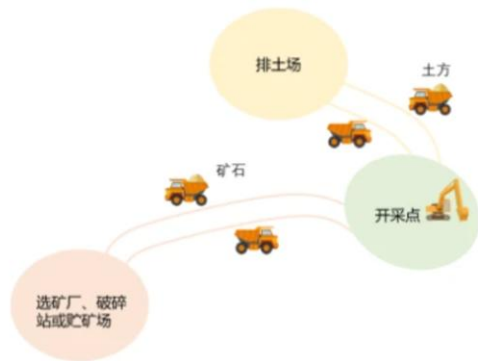 排土场
土方
矿石
开采点
选矿厂、破碎
站或贮矿场